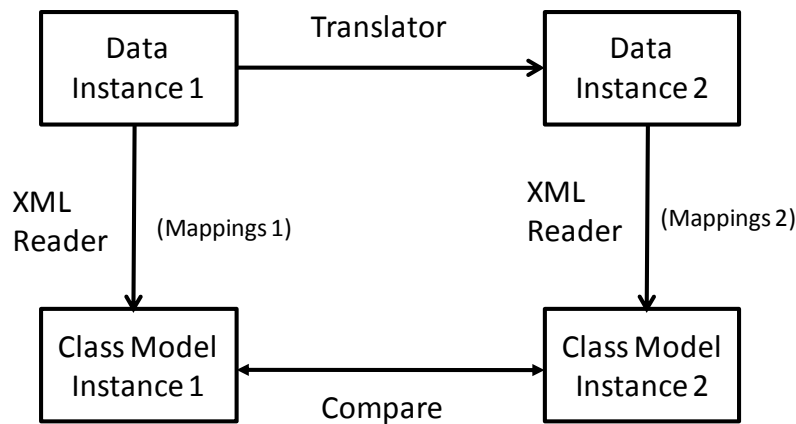 Translator
Data
Instance 1
Data
Instance 2
XML
Reader
(Mappings 1)
XML
Reader
(Mappings 2)
Class Model
Instance 1
Class Model
Instance 2
Compare